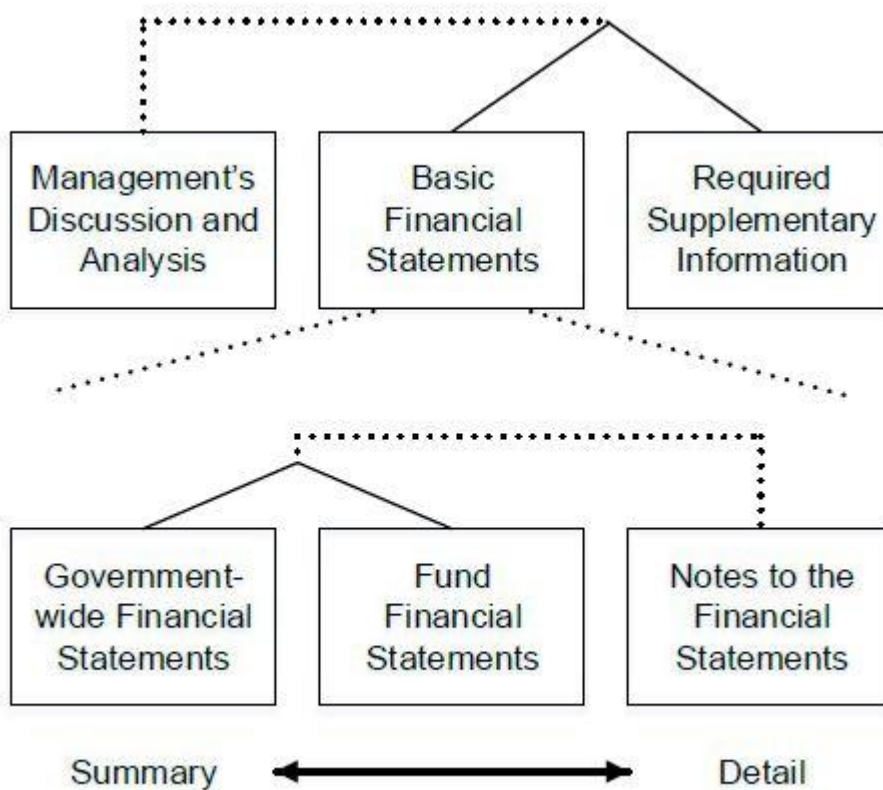 Management's
Discussion and
Analysis
Basic
Financial
Statements
Required
Supplementary
Information
Government-
wide Financial
Statements
Fund
Financial
Statements
Notes to the
Financial
Statements
Summary
Detail